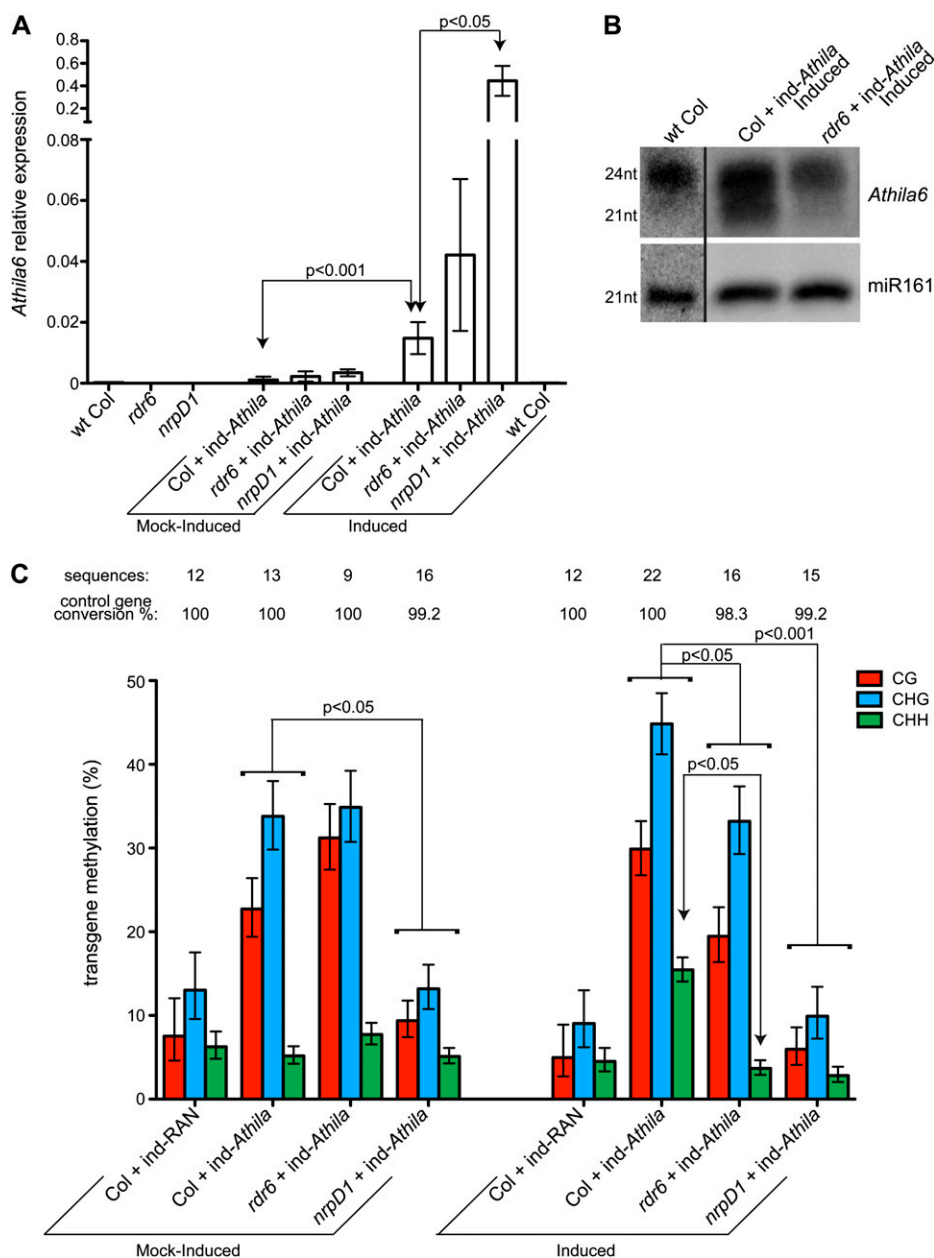 A
p<0.05
0.8
0.6
0.4
0.2
0.08
0.06
0.04
0.02
0
Athila6 relative expression
p<0.001
wt Col
rdr6
nrpD1
Col + ind-Athila
rdr6 + ind-Athila
nrpD1 + ind-Athila
Col + ind-Athila
rdr6 + ind-Athila
nrpD1 + ind-Athila
wt Col
Mock-Induced
Induced
B
wt Col
Col + ind-Athila
Induced
rdr6 + ind-Athila
Induced
24nt
21nt
Athila6
21nt
miR161
C
sequences: 12 13 9 16 12 22 16 15
control gene
conversion %: 100 100 100 99.2 100 100 98.3 99.2
p<0.001
p<0.05
p<0.05
p<0.05
CG
CHG
CHH
50
40
30
20
10
0
transgene methylation (%)
Col + ind-RAN
Col + ind-Athila
rdr6 + ind-Athila
nrpD1 + ind-Athila
Col + ind-RAN
Col + ind-Athila
rdr6 + ind-Athila
nrpD1 + ind-Athila
Mock-Induced
Induced